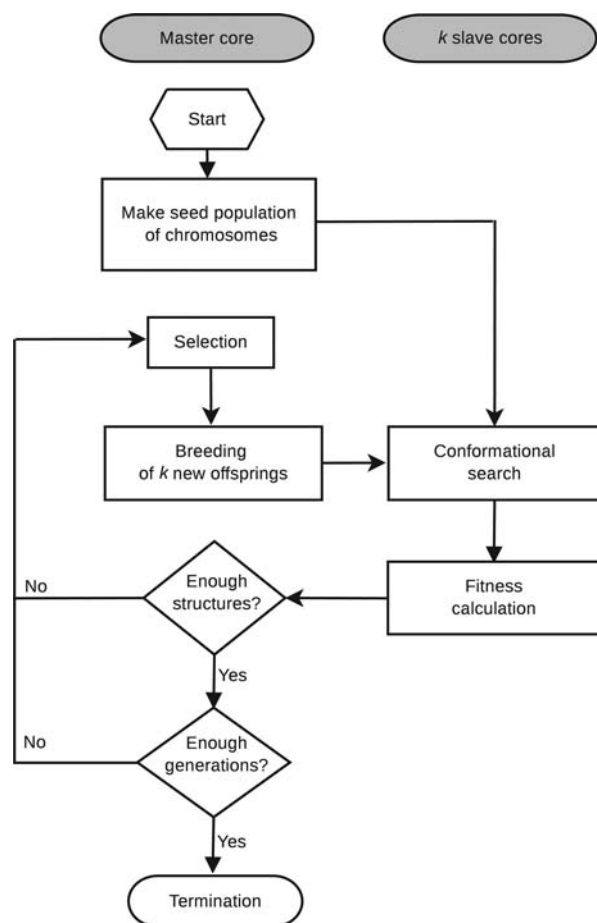 Master core
k slave cores
Start
Make seed population
of chromosomes
Selection
Breeding
of k new offsprings
Conformational
search
Enough
structures?
No
Fitness
calculation
Yes
Enough
generations?
No
Yes
Termination